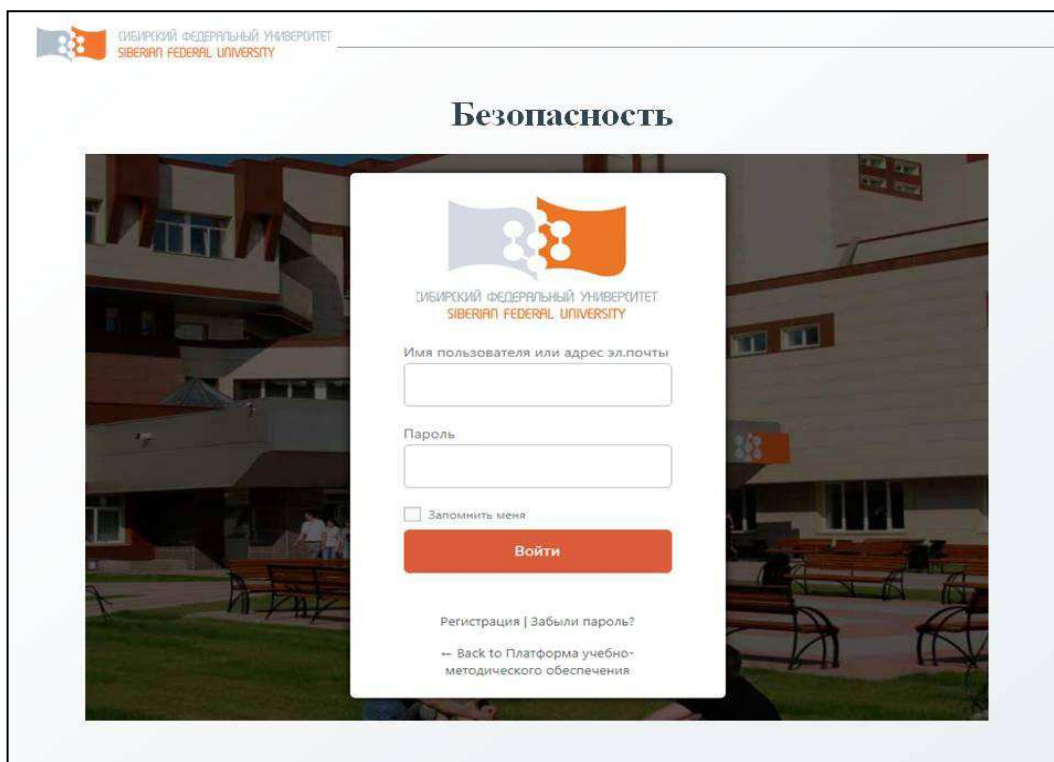 СИБИРСКИЙ ФЕДЕРАЛЬНЫЙ УНИВЕРСИТЕТ
SIBERIAN FEDERAL UNIVERSITY
Безопасность
СИБИРСКИЙ ФЕДЕРАЛЬНЫЙ УНИВЕРСИТЕТ
SIBERIAN FEDERAL UNIVERSITY
Имя пользователя или адрес эл.почты
Пароль
Запомнить меня
Войти
Регистрация | Забыли пароль?
← Back to Платформа учебно-
методического обеспечения